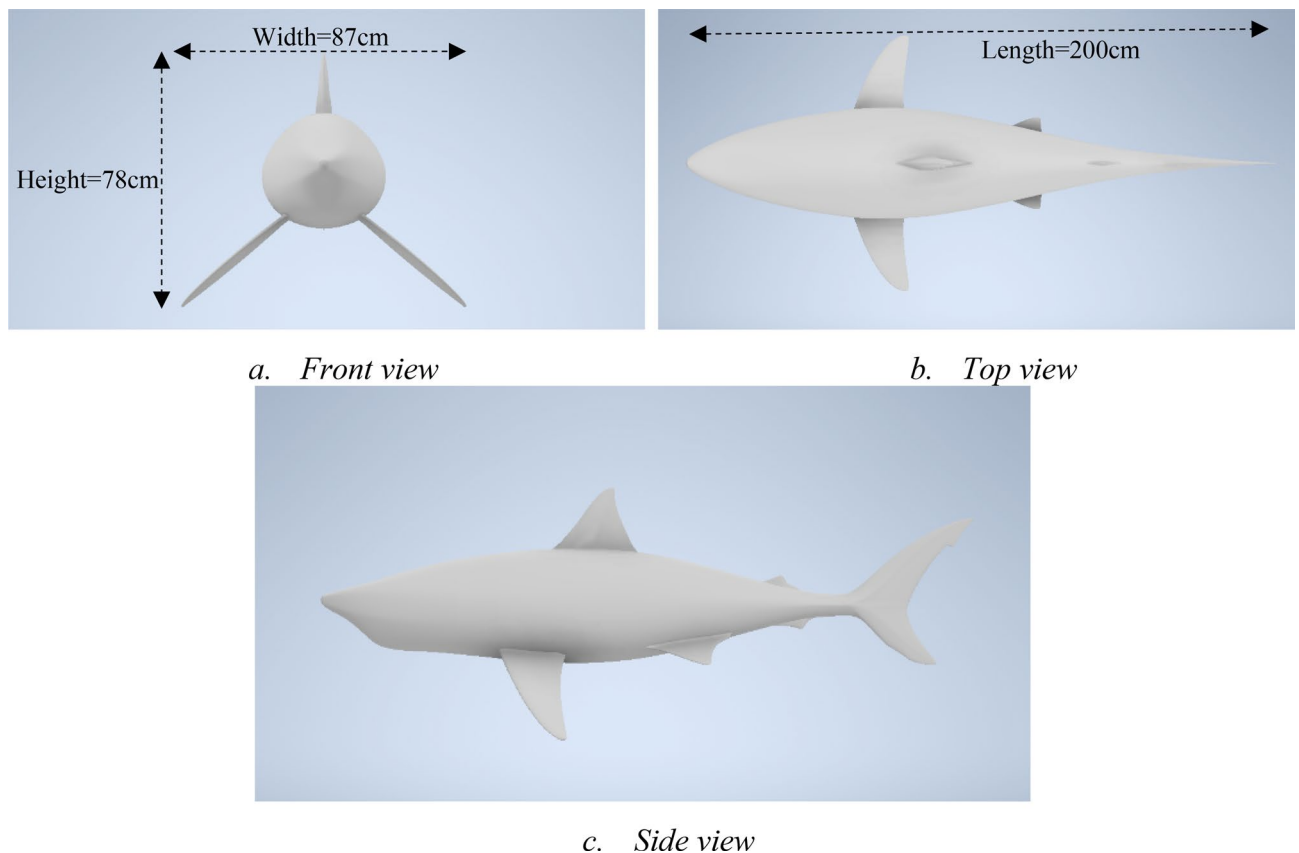 Width=87cm
Height=78cm
Length=200cm
a. Front view
b. Top view
c. Side view